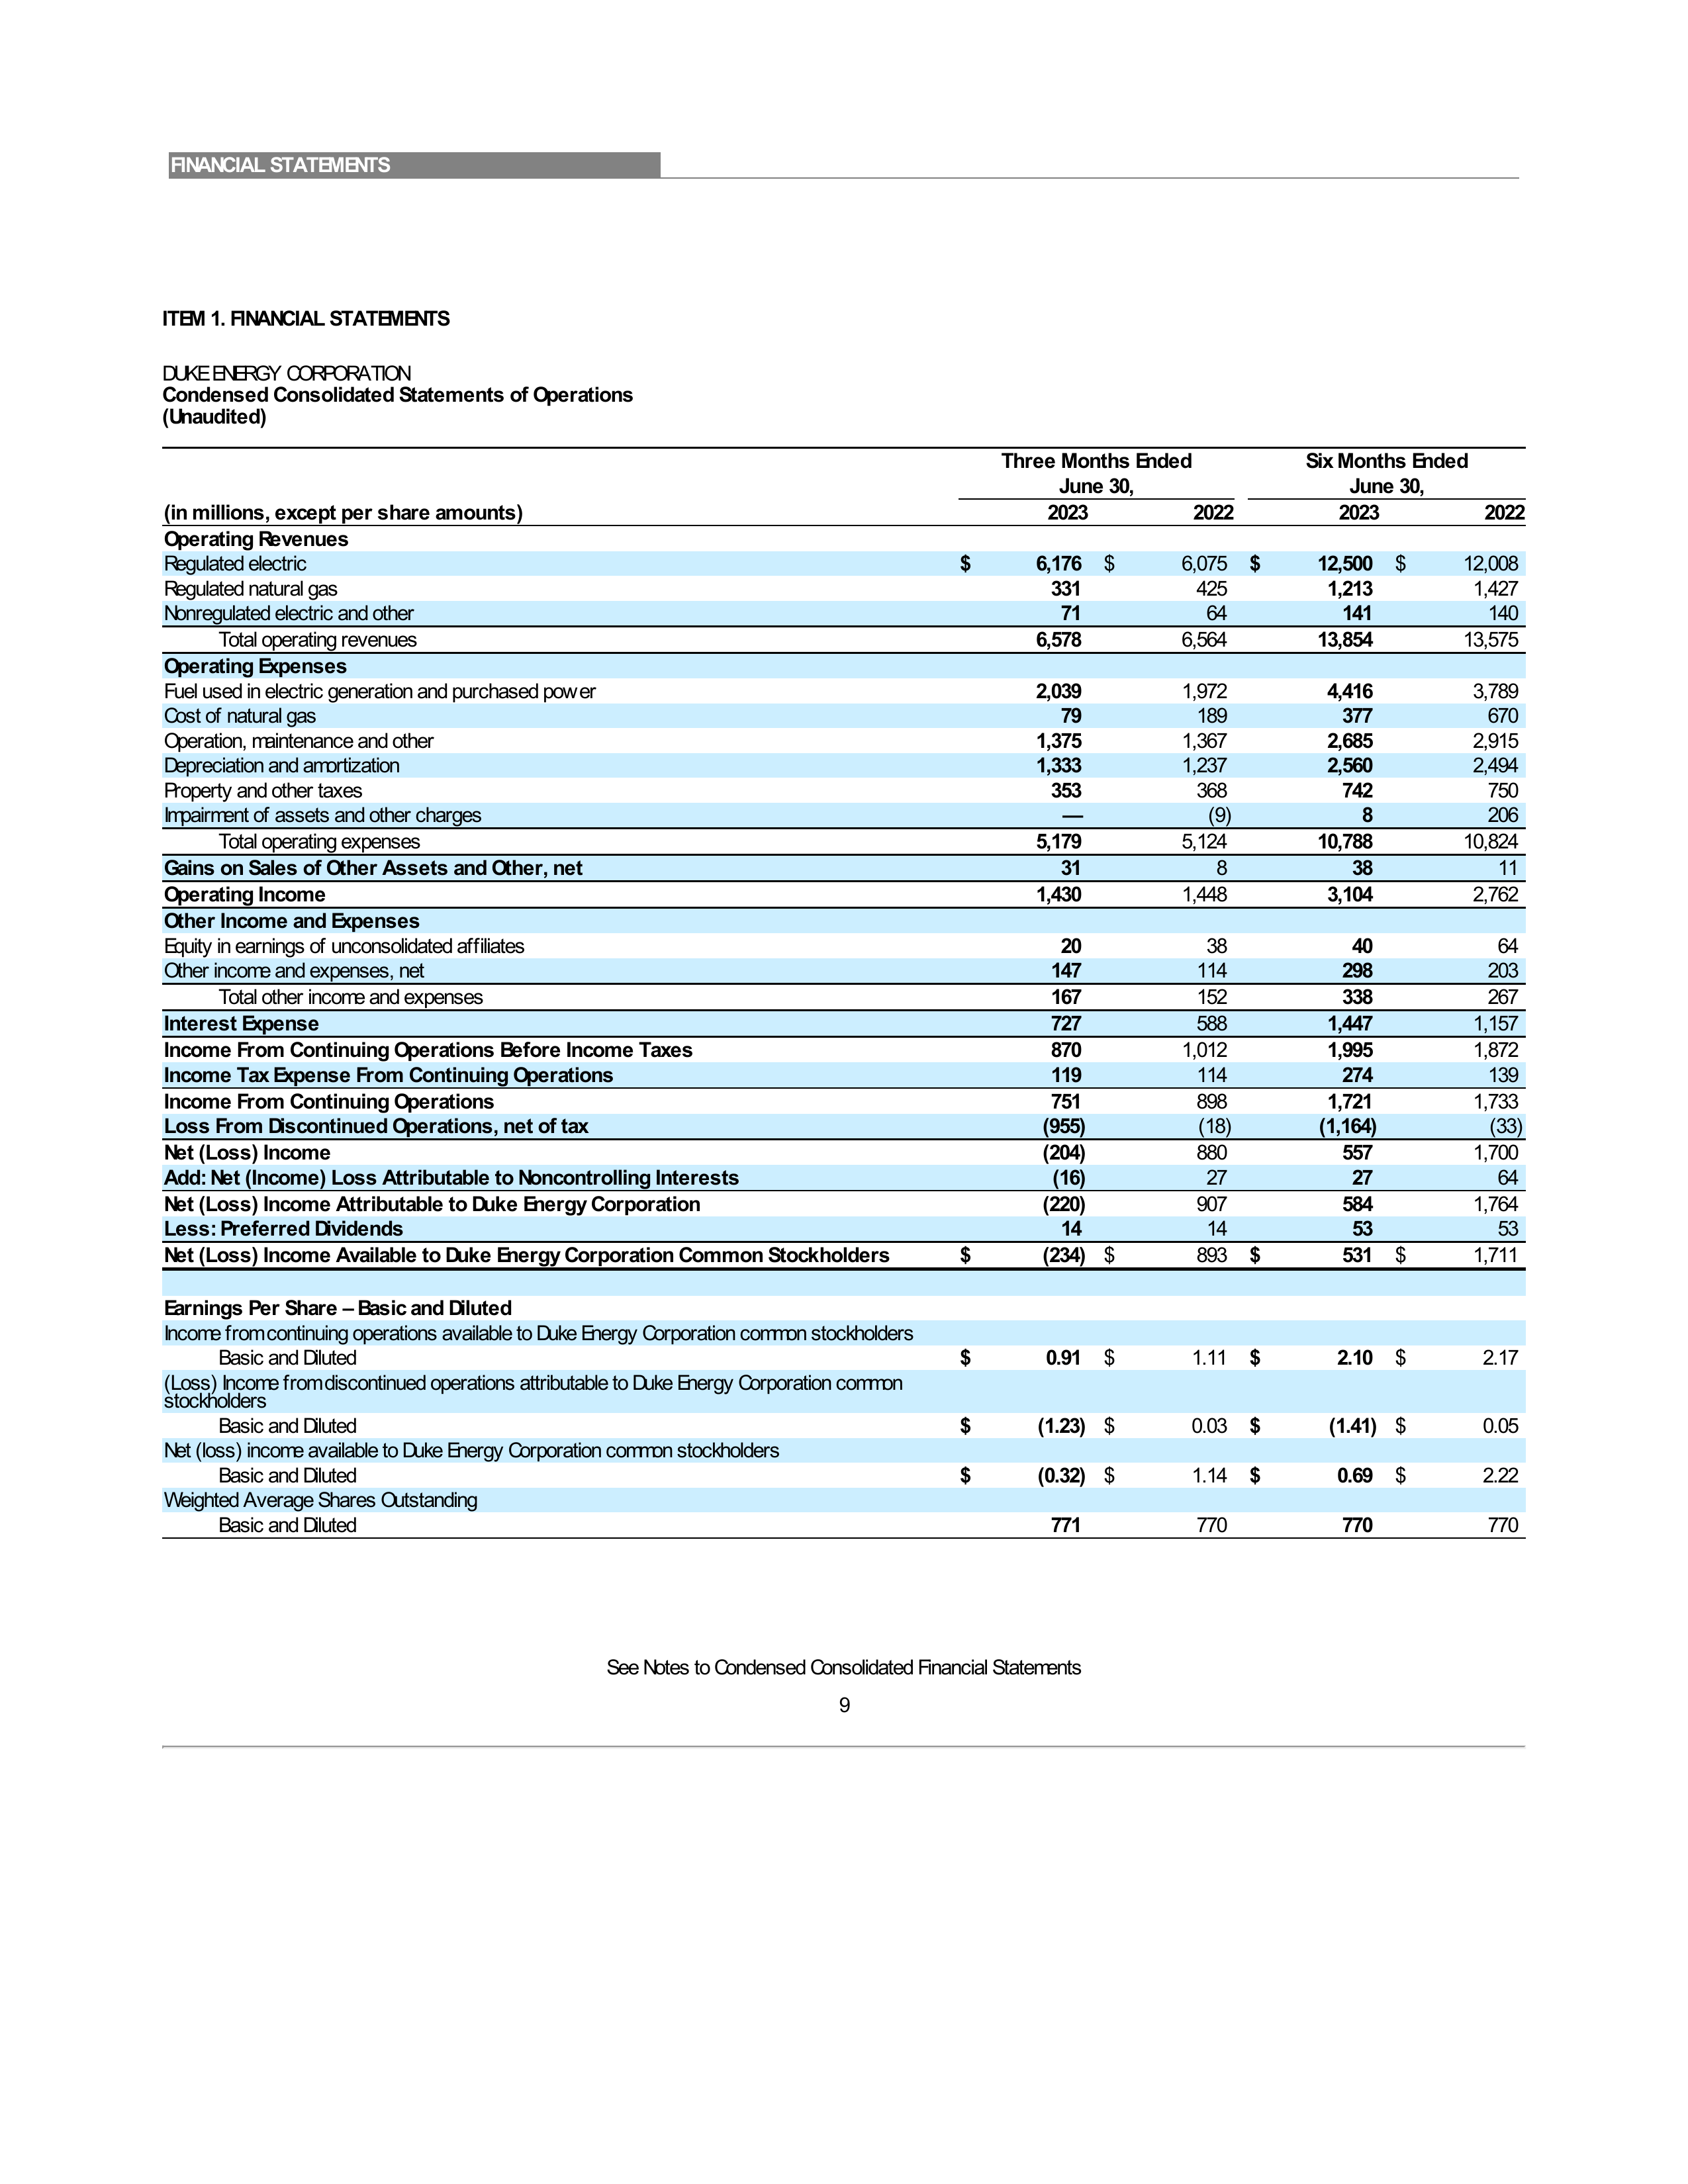 FINANCIAL STATEMENTS
ITEM 1. FINANCIAL STATEMENTS
DUKE ENERGY CORPORATION
Condensed Consolidated Statements of Operations
(Unaudited)
Three Months Ended Six Months Ended
June 30, June 30,
(in millions, except per share amounts) 2023 2022 2023 2022
Operating Revenues
Regulated electric $ 6,176 $ 6,075 $ 12,500 $ 12,008
Regulated natural gas 331 425 1,213 1,427
Nonregulated electric and other 71 64 141 140
Total operating revenues 6,578 6,564 13,854 13,575
Operating Expenses
Fuel used in electric generation and purchased power 2,039 1,972 4,416 3,789
Cost of natural gas 79 189 377 670
Operation, maintenance and other 1,375 1,367 2,685 2,915
Depreciation and amortization 1,333 1,237 2,560 2,494
Property and other taxes 353 368 742 750
Impairment of assets and other charges — (9) 8 206
Total operating expenses 5,179 5,124 10,788 10,824
Gains on Sales of Other Assets and Other, net 31 8 38 11
Operating Income 1,430 1,448 3,104 2,762
Other Income and Expenses
Equity in earnings of unconsolidated affiliates 20 38 40 64
Other income and expenses, net 147 114 298 203
Total other income and expenses 167 152 338 267
Interest Expense 727 588 1,447 1,157
Income From Continuing Operations Before Income Taxes 870 1,012 1,995 1,872
Income Tax Expense From Continuing Operations 119 114 274 139
Income From Continuing Operations 751 898 1,721 1,733
Loss From Discontinued Operations, net of tax (955) (18) (1,164) (33)
Net (Loss) Income (204) 880 557 1,700
Add: Net (Income) Loss Attributable to Noncontrolling Interests (16) 27 27 64
Net (Loss) Income Attributable to Duke Energy Corporation (220) 907 584 1,764
Less: Preferred Dividends 14 14 53 53
Net (Loss) Income Available to Duke Energy Corporation Common Stockholders $ (234) $ 893 $ 531 $ 1,711
Earnings Per Share – Basic and Diluted
Income from continuing operations available to Duke Energy Corporation common stockholders
Basic and Diluted $ 0.91 $ 1.11 $ 2.10 $ 2.17
(Loss) Income from discontinued operations attributable to Duke Energy Corporation common
stockholders
Basic and Diluted $ (1.23) $ 0.03 $ (1.41) $ 0.05
Net (loss) income available to Duke Energy Corporation common stockholders
Basic and Diluted $ (0.32) $ 1.14 $ 0.69 $ 2.22
Weighted Average Shares Outstanding
Basic and Diluted 771 770 770 770
See Notes to Condensed Consolidated Financial Statements
9